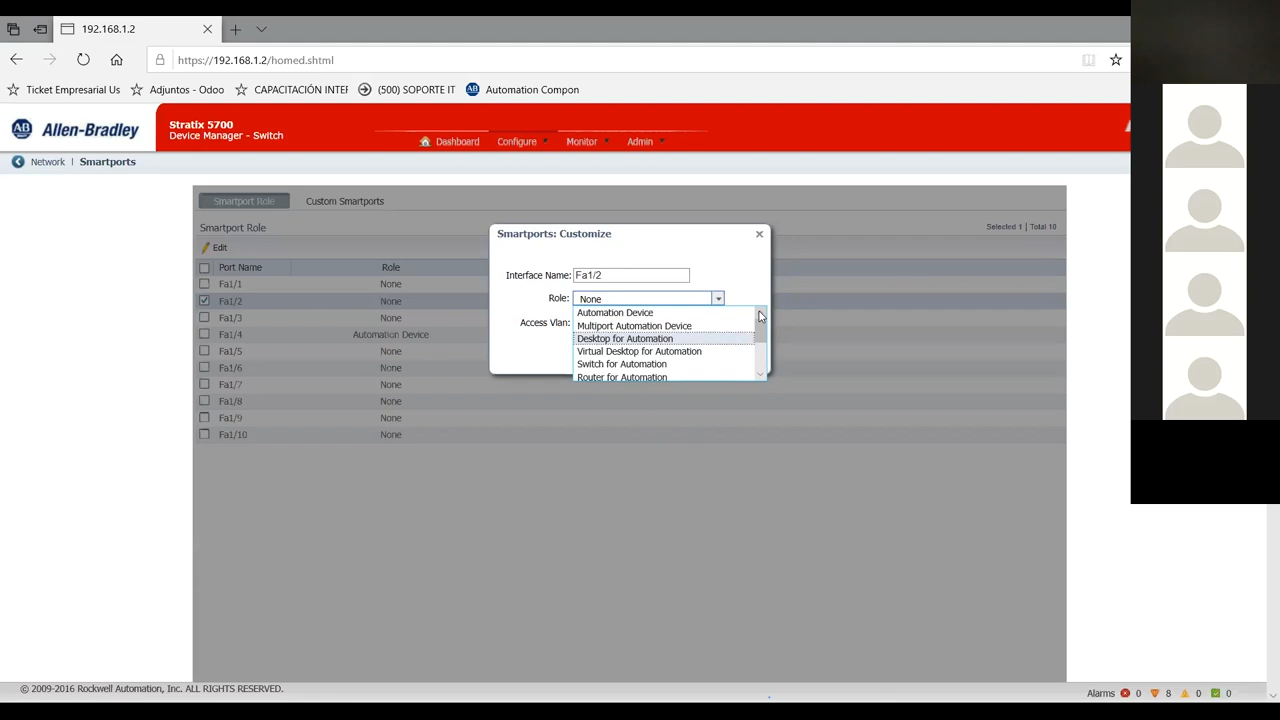 192.168.1.2
https://192.168.1.2/homed.shtml
Ticket Empresarial Us Adjuntos - Odoo CAPACITACIÓN INTER (500) SOPORTE IT AB Automation Compon
AB Allen-Bradley
Stratix 5700
Device Manager - Switch
Dashboard Configure Monitor Admin
Network | Smartports
Smartport Role Custom Smartports
Smartport Role Selected 1 | Total 10
Edit
Port Name Role
Fa1/1 None
Fa1/2 None
Fa1/3 None
Fa1/4 Automation Device
Fa1/5 None
Fa1/6 None
Fa1/7 None
Fa1/8 None
Fa1/9 None
Fa1/10 None
Smartports: Customize
Interface Name: Fa1/2
Role: None
Access Vlan:
Automation Device
Multiport Automation Device
Desktop for Automation
Virtual Desktop for Automation
Switch for Automation
Router for Automation
© 2009-2016 Rockwell Automation, Inc. ALL RIGHTS RESERVED.
Alarms 0 8 0 0